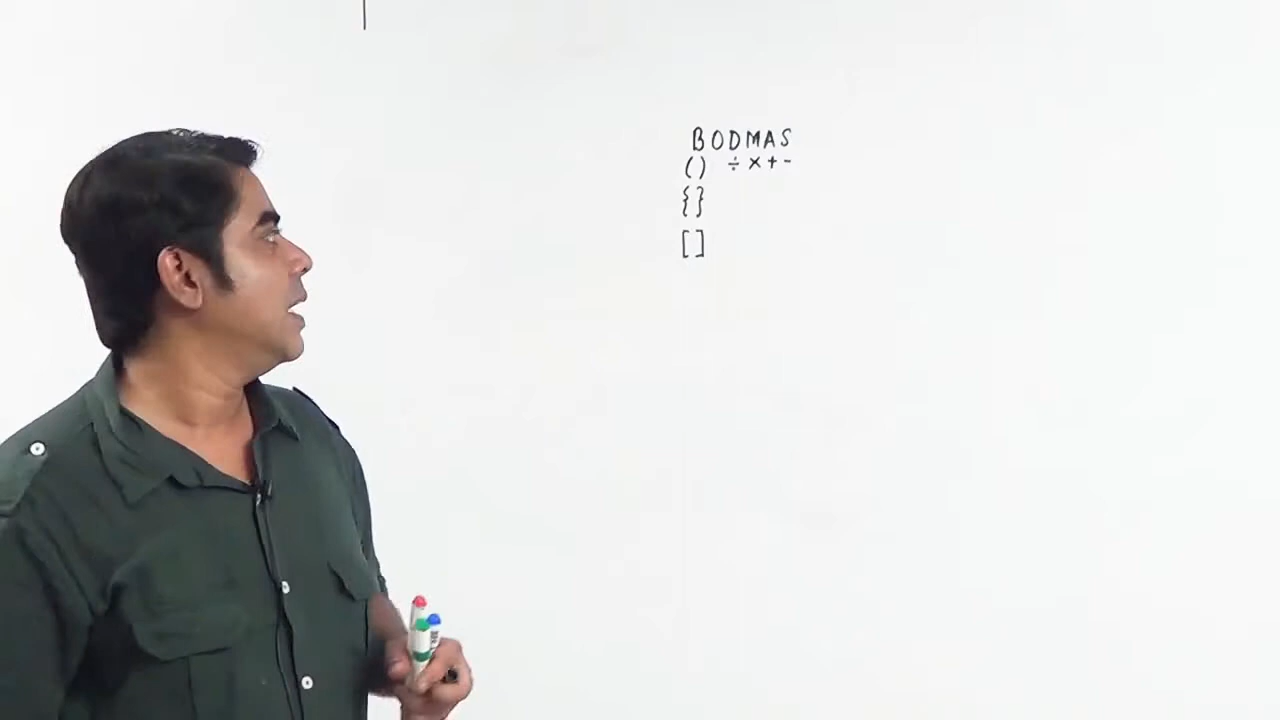 BODMAS
() ÷ × + -
{}
[]